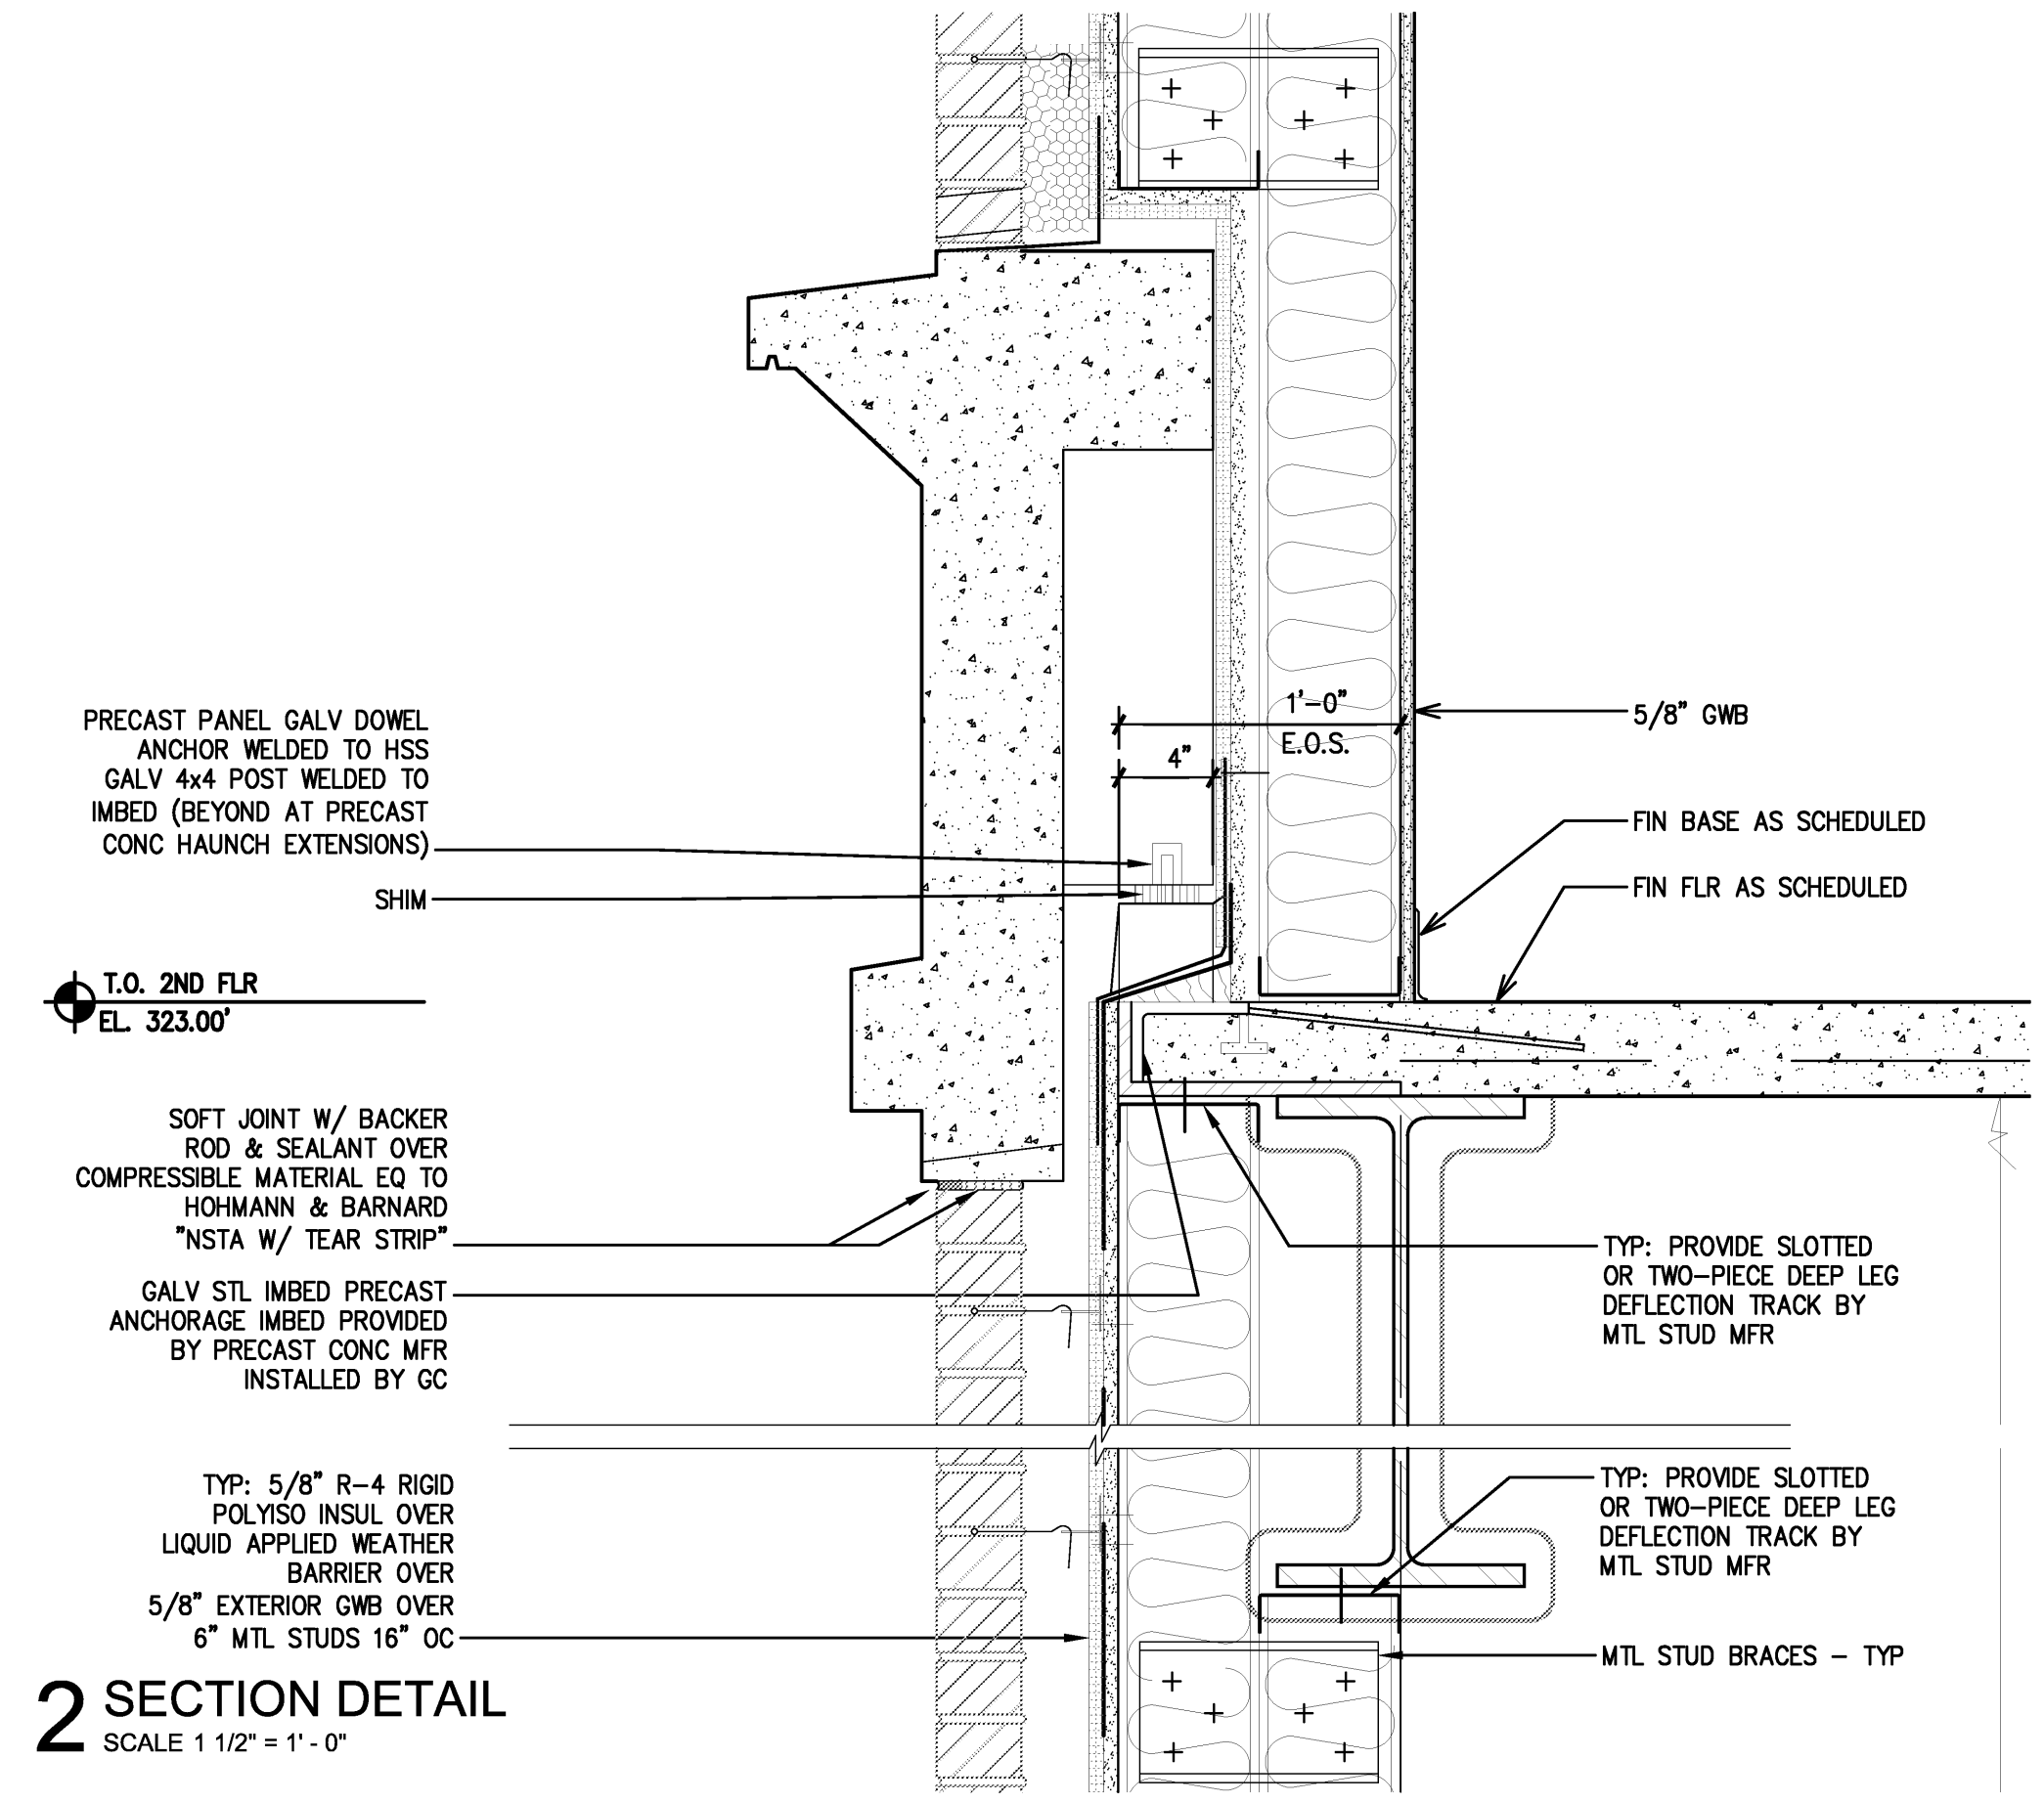 1'-0"
E.O.S.
4"
PRECAST PANEL GALV DOWEL
ANCHOR WELDED TO HSS
GALV 4x4 POST WELDED TO
IMBED (BEYOND AT PRECAST
CONC HAUNCH EXTENSIONS)
SHIM
5/8" GWB
FIN BASE AS SCHEDULED
FIN FLR AS SCHEDULED
T.O. 2ND FLR
EL. 323.00'
SOFT JOINT W/ BACKER
ROD & SEALANT OVER
COMPRESSIBLE MATERIAL EQ TO
HOHMANN & BARNARD
"NSTA W/ TEAR STRIP"
GALV STL IMBED PRECAST
ANCHORAGE IMBED PROVIDED
BY PRECAST CONC MFR
INSTALLED BY GC
TYP: PROVIDE SLOTTED
OR TWO-PIECE DEEP LEG
DEFLECTION TRACK BY
MTL STUD MFR
TYP: 5/8" R-4 RIGID
POLYISO INSUL OVER
LIQUID APPLIED WEATHER
BARRIER OVER
5/8" EXTERIOR GWB OVER
6" MTL STUDS 16" OC
TYP: PROVIDE SLOTTED
OR TWO-PIECE DEEP LEG
DEFLECTION TRACK BY
MTL STUD MFR
MTL STUD BRACES - TYP
2 SECTION DETAIL
SCALE 1 1/2" = 1' - 0"